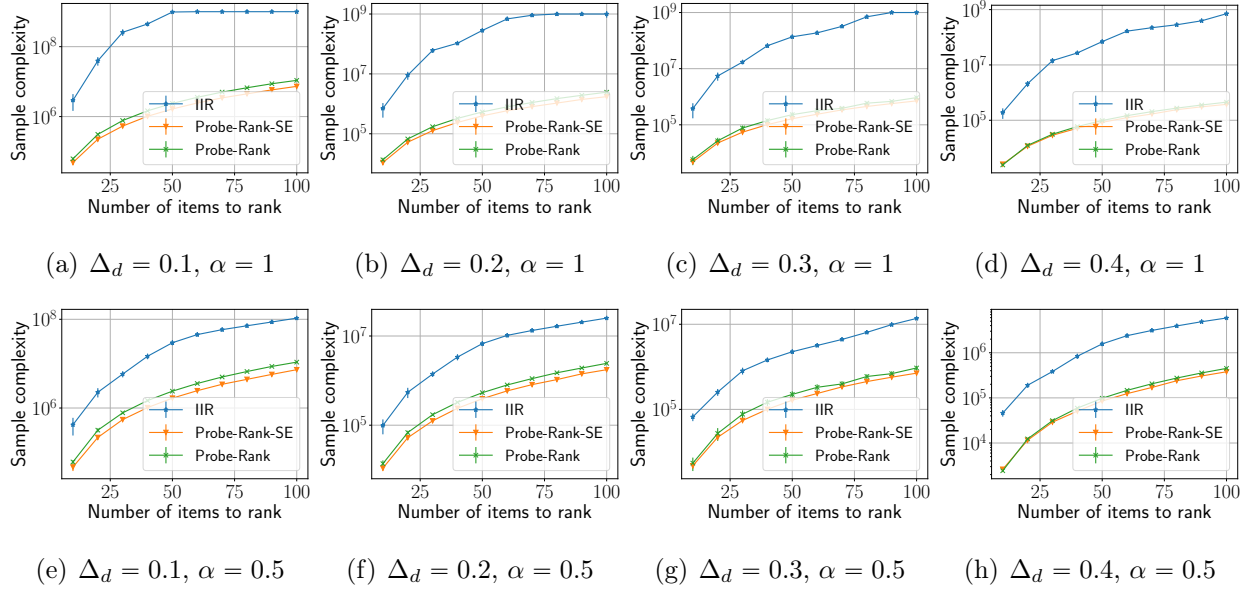 Sample complexity
10^8
10^6
IIR
Probe-Rank-SE
Probe-Rank
25 50 75 100
Number of items to rank
(a) Δ_d = 0.1, α = 1
Sample complexity
10^9
10^7
10^5
IIR
Probe-Rank-SE
Probe-Rank
25 50 75 100
Number of items to rank
(b) Δ_d = 0.2, α = 1
Sample complexity
10^9
10^7
10^5
IIR
Probe-Rank-SE
Probe-Rank
25 50 75 100
Number of items to rank
(c) Δ_d = 0.3, α = 1
Sample complexity
10^9
10^7
10^5
IIR
Probe-Rank-SE
Probe-Rank
25 50 75 100
Number of items to rank
(d) Δ_d = 0.4, α = 1
Sample complexity
10^8
10^6
IIR
Probe-Rank-SE
Probe-Rank
25 50 75 100
Number of items to rank
(e) Δ_d = 0.1, α = 0.5
Sample complexity
10^7
10^5
IIR
Probe-Rank-SE
Probe-Rank
25 50 75 100
Number of items to rank
(f) Δ_d = 0.2, α = 0.5
Sample complexity
10^7
10^5
IIR
Probe-Rank-SE
Probe-Rank
25 50 75 100
Number of items to rank
(g) Δ_d = 0.3, α = 0.5
Sample complexity
10^6
10^5
10^4
IIR
Probe-Rank-SE
Probe-Rank
25 50 75 100
Number of items to rank
(h) Δ_d = 0.4, α = 0.5